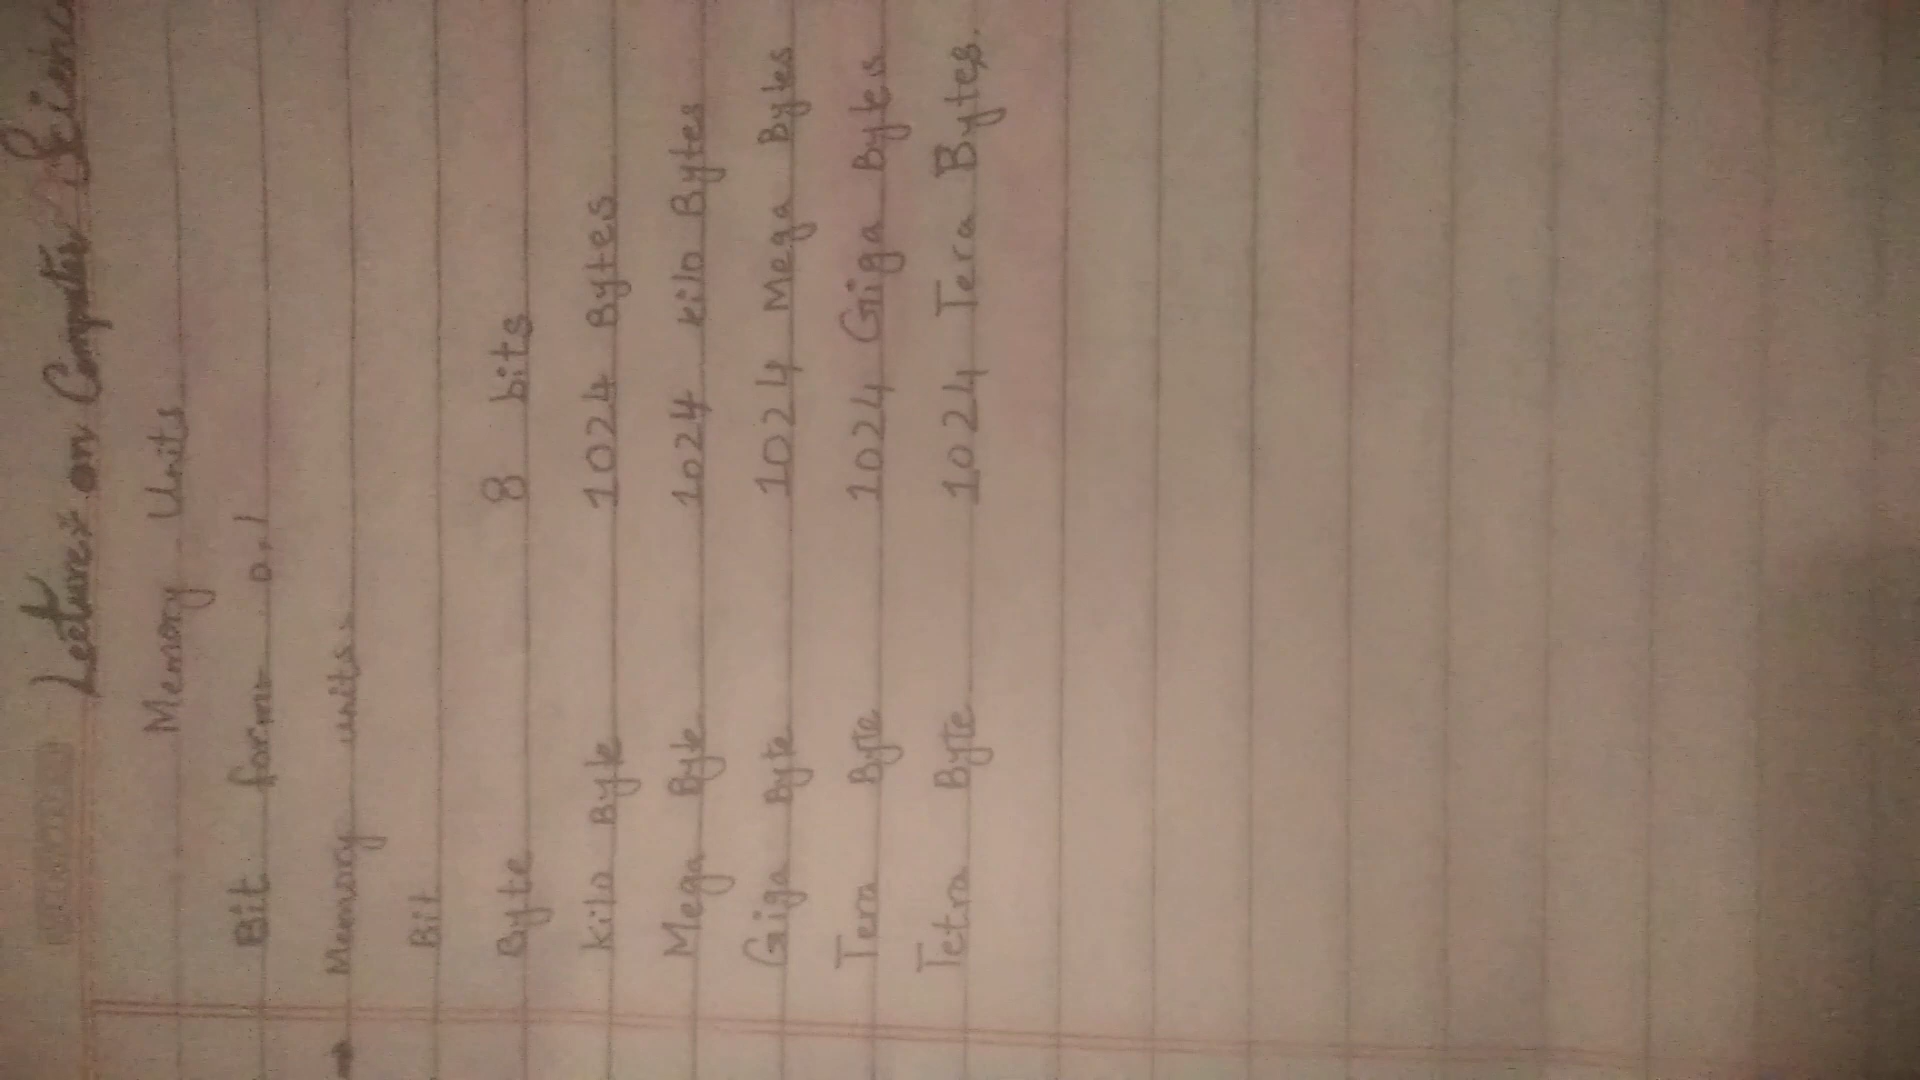 Lectures on Computer Science
Memory Units
Bit form 0,1
→ Memory units.
Bit
Byte 8 bits
Kilo Byte 1024 Bytes
Mega Byte 1024 kilo Bytes
Giga Byte 1024 Mega Bytes
Tera Byte 1024 Giga Bytes
Tetra Byte 1024 Tera Bytes.